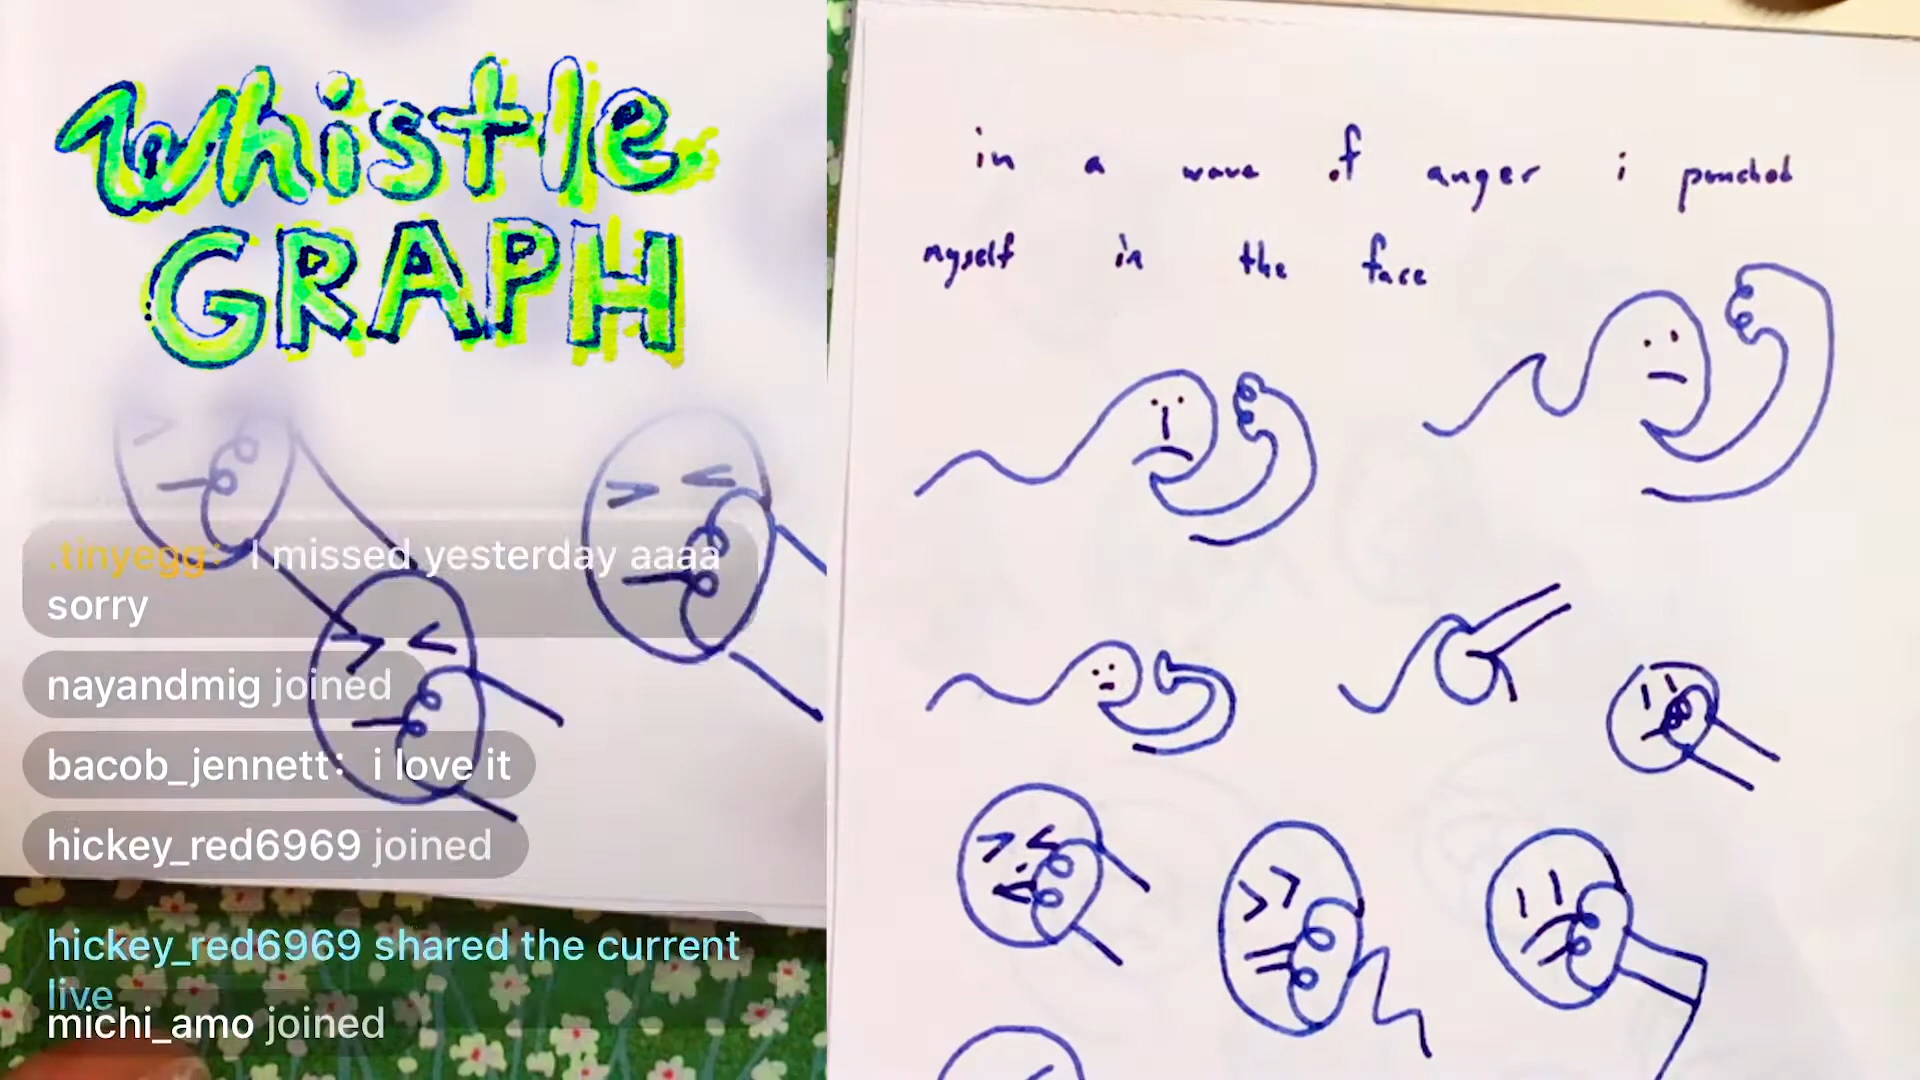 Whistle
GRAPH
.tinyegg: I missed yesterday aaaa
sorry
nayandmig joined
bacob_jennett: i love it
hickey_red6969 joined
hickey_red6969 shared the current
live
michi_amo joined
in a wave of anger i punched
myself in the face